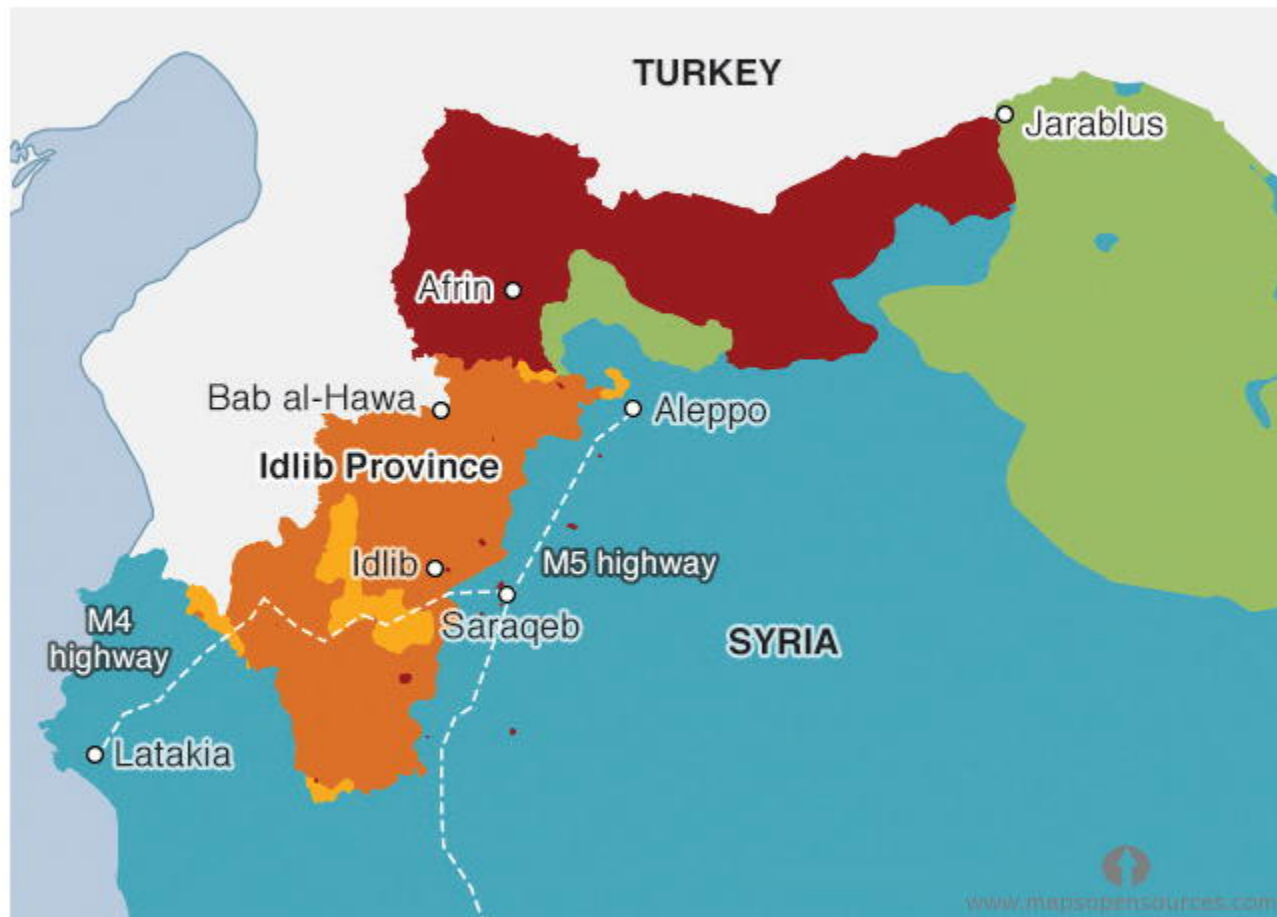 TURKEY
Jarablus
Afrin
Bab al-Hawa
Aleppo
Idlib Province
Idlib
M5 highway
Saraqeb
M4
highway
SYRIA
Latakia
www.mapsopensources.com